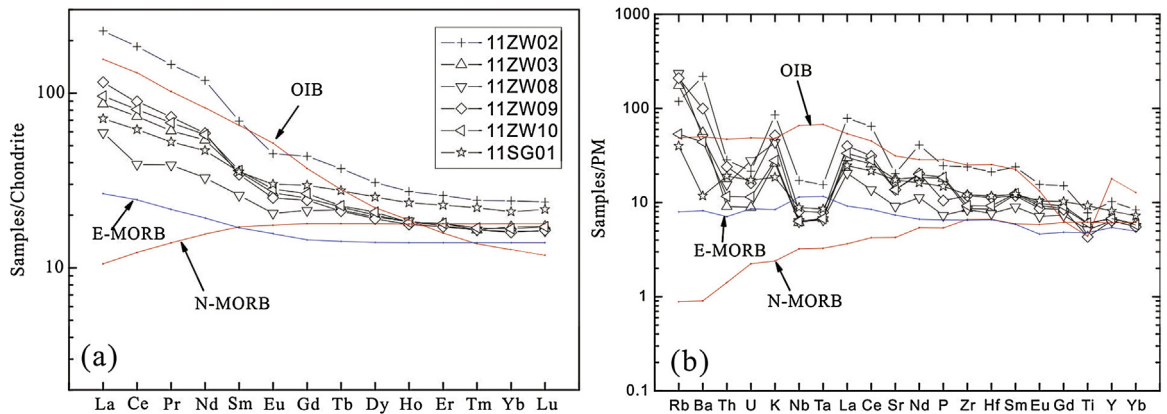 Samples/Chondrite
100
10
11ZW02
11ZW03
11ZW08
11ZW09
11ZW10
11SG01
OIB
E-MORB
N-MORB
(a)
La Ce Pr Nd Sm Eu Gd Tb Dy Ho Er Tm Yb Lu
Samples/PM
1000
100
10
1
0.1
OIB
E-MORB
N-MORB
(b)
Rb Ba Th U K Nb Ta La Ce Sr Nd P Zr Hf Sm Eu Gd Ti Y Yb